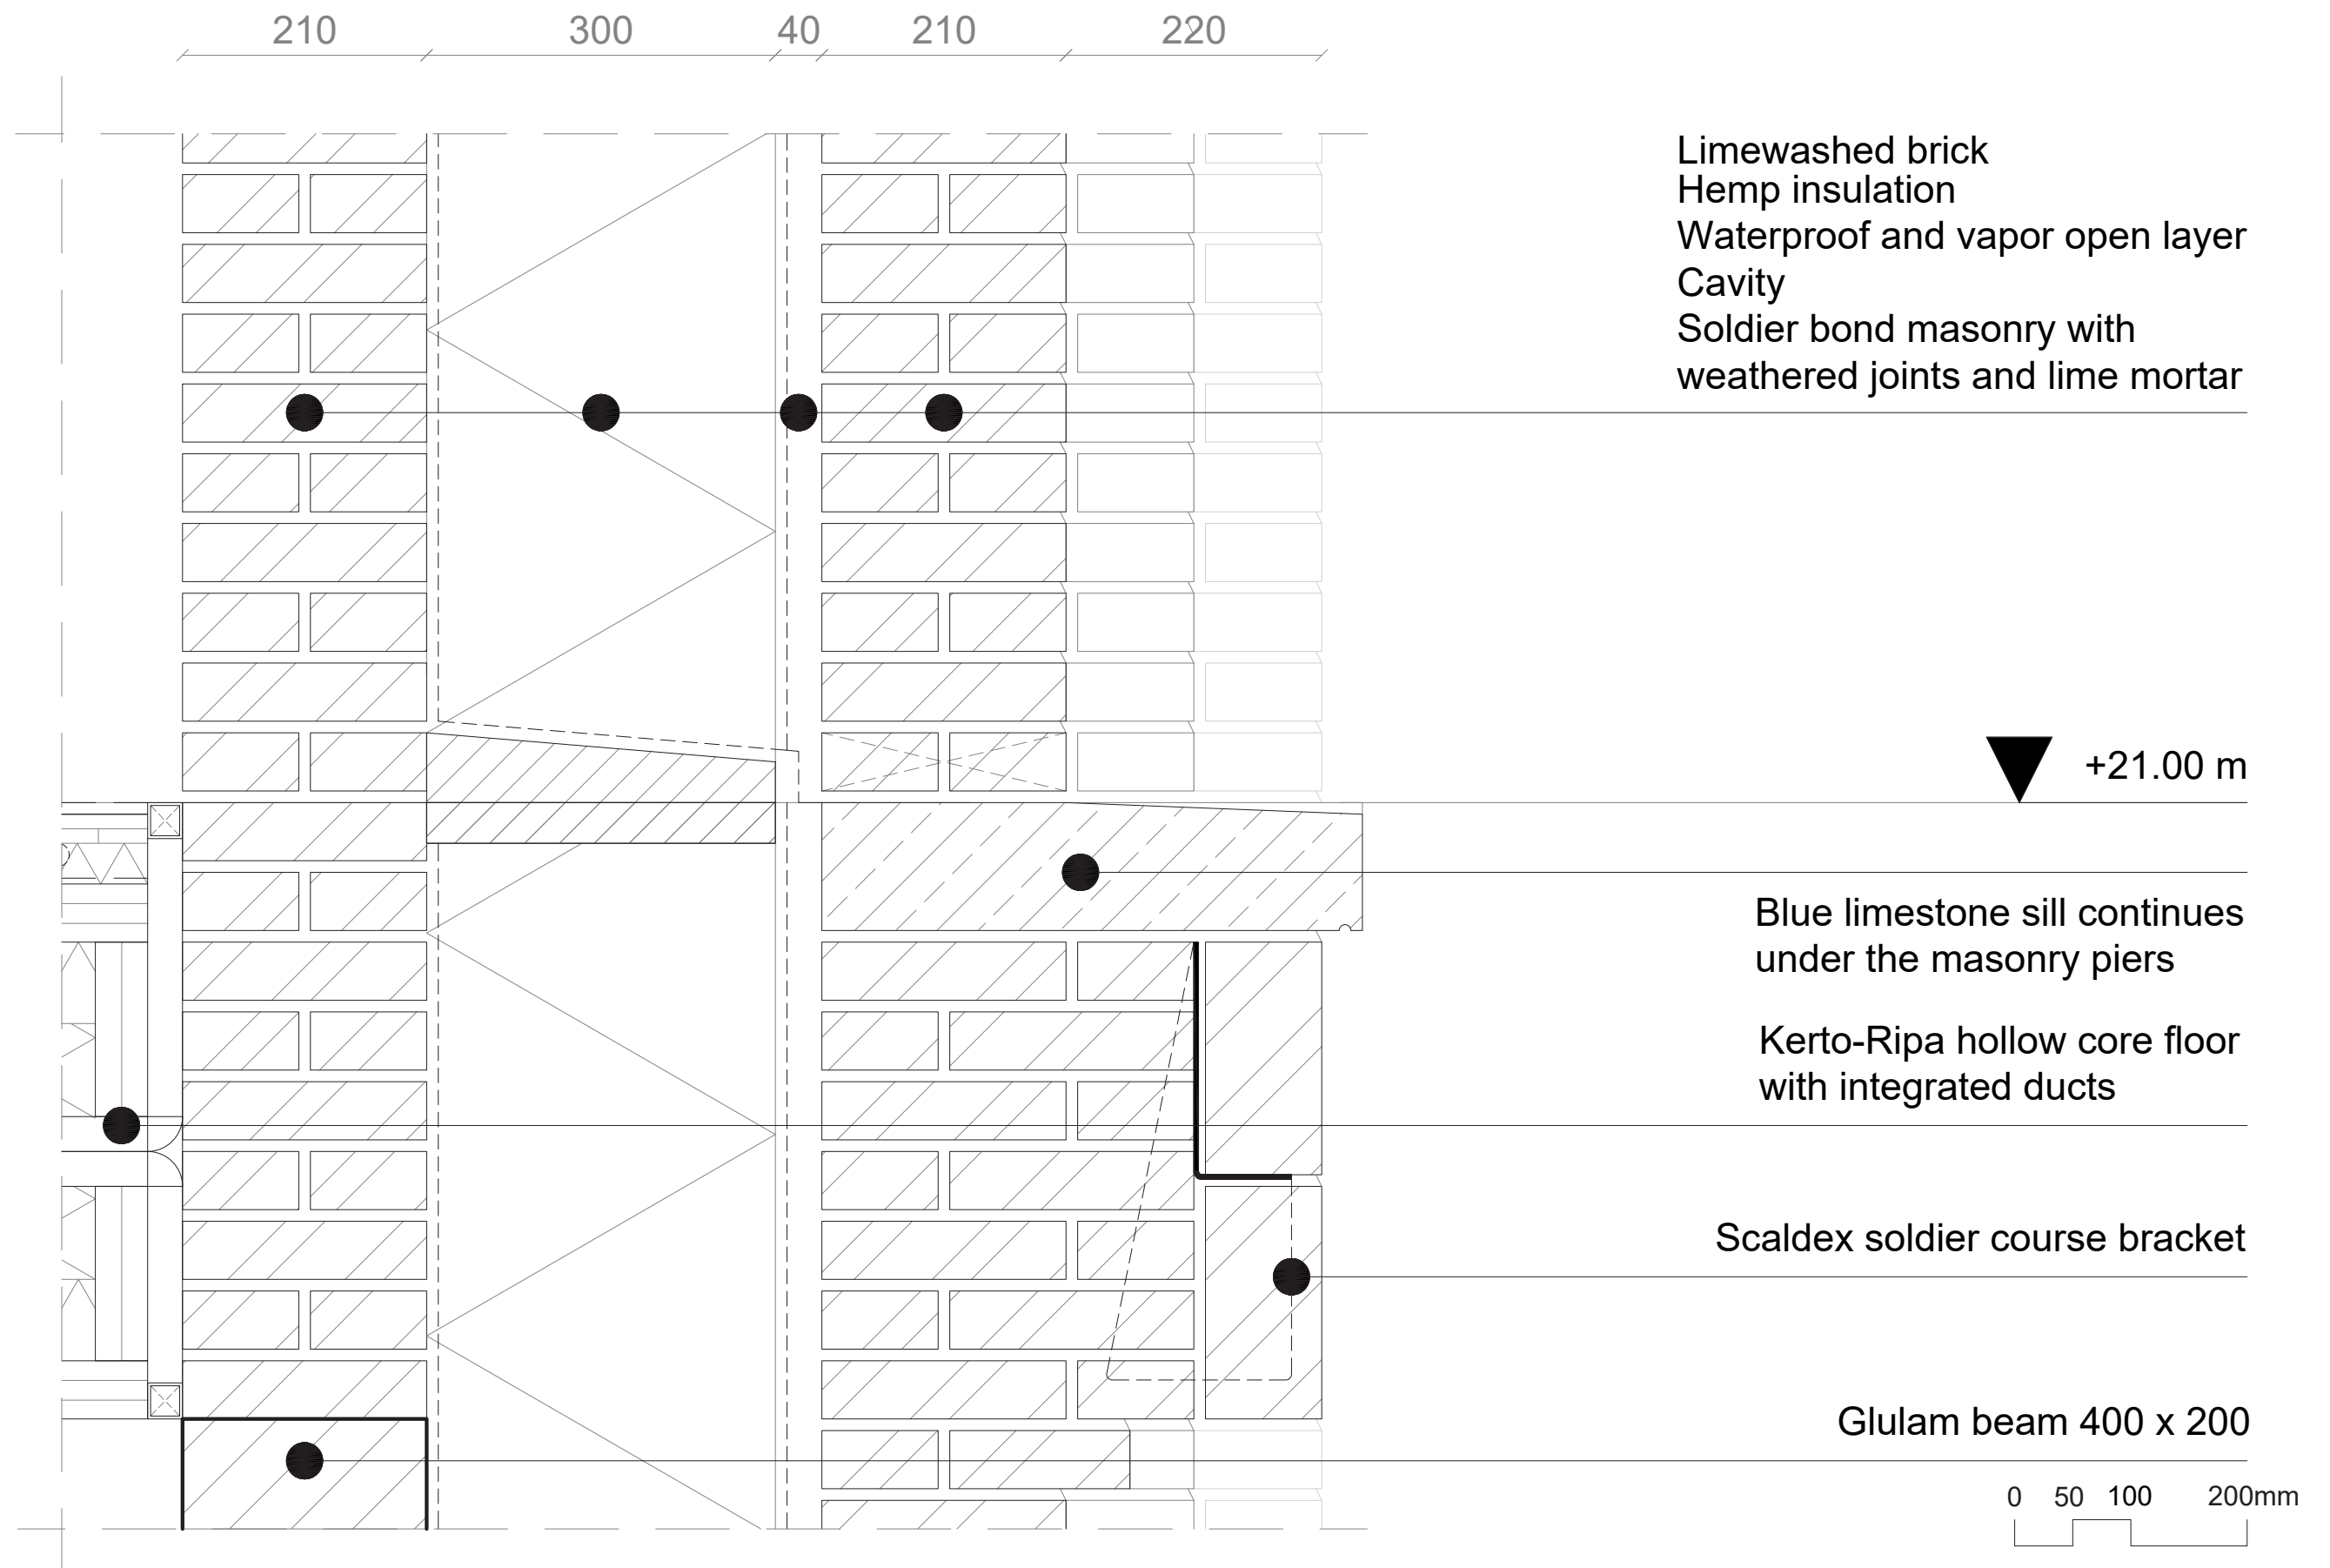 210 300 40 210 220
Limewashed brick
Hemp insulation
Waterproof and vapor open layer
Cavity
Soldier bond masonry with
weathered joints and lime mortar
+21.00 m
Blue limestone sill continues
under the masonry piers
Kerto-Ripa hollow core floor
with integrated ducts
Scaldex soldier course bracket
Glulam beam 400 x 200
0 50 100 200mm